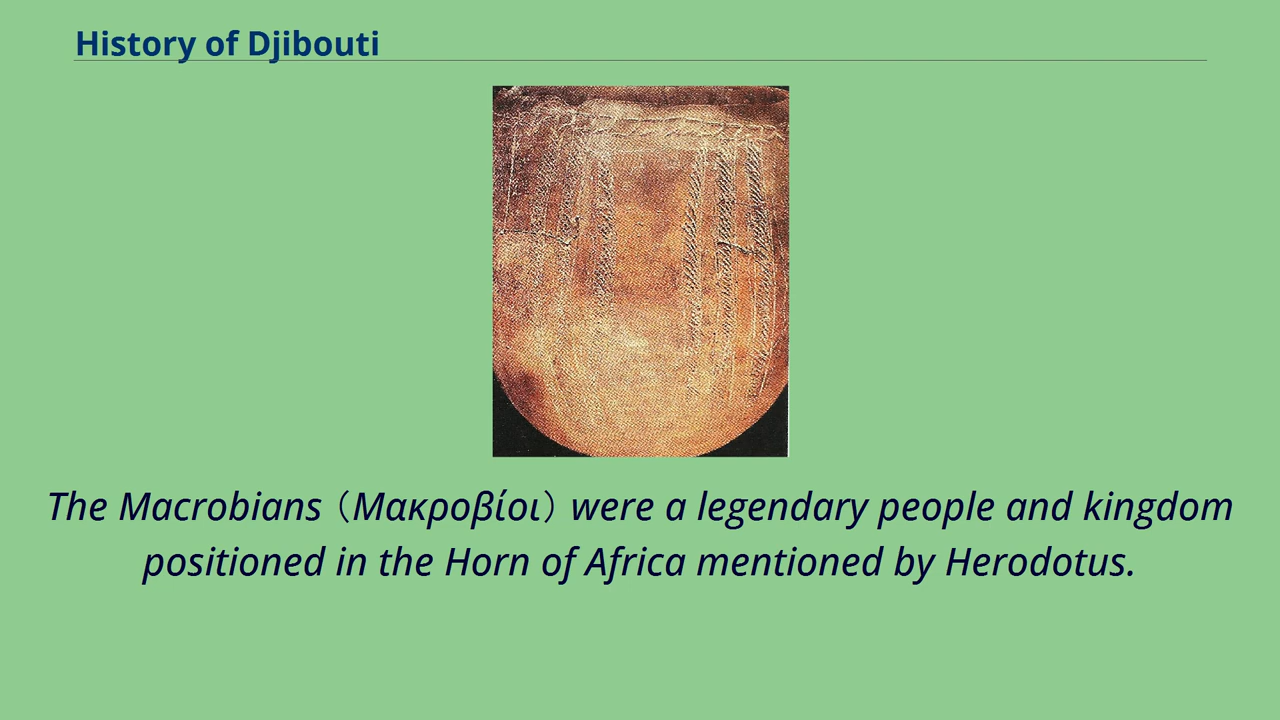 History of Djibouti
The Macrobians（Μακροβίοι）were a legendary people and kingdom
positioned in the Horn of Africa mentioned by Herodotus.